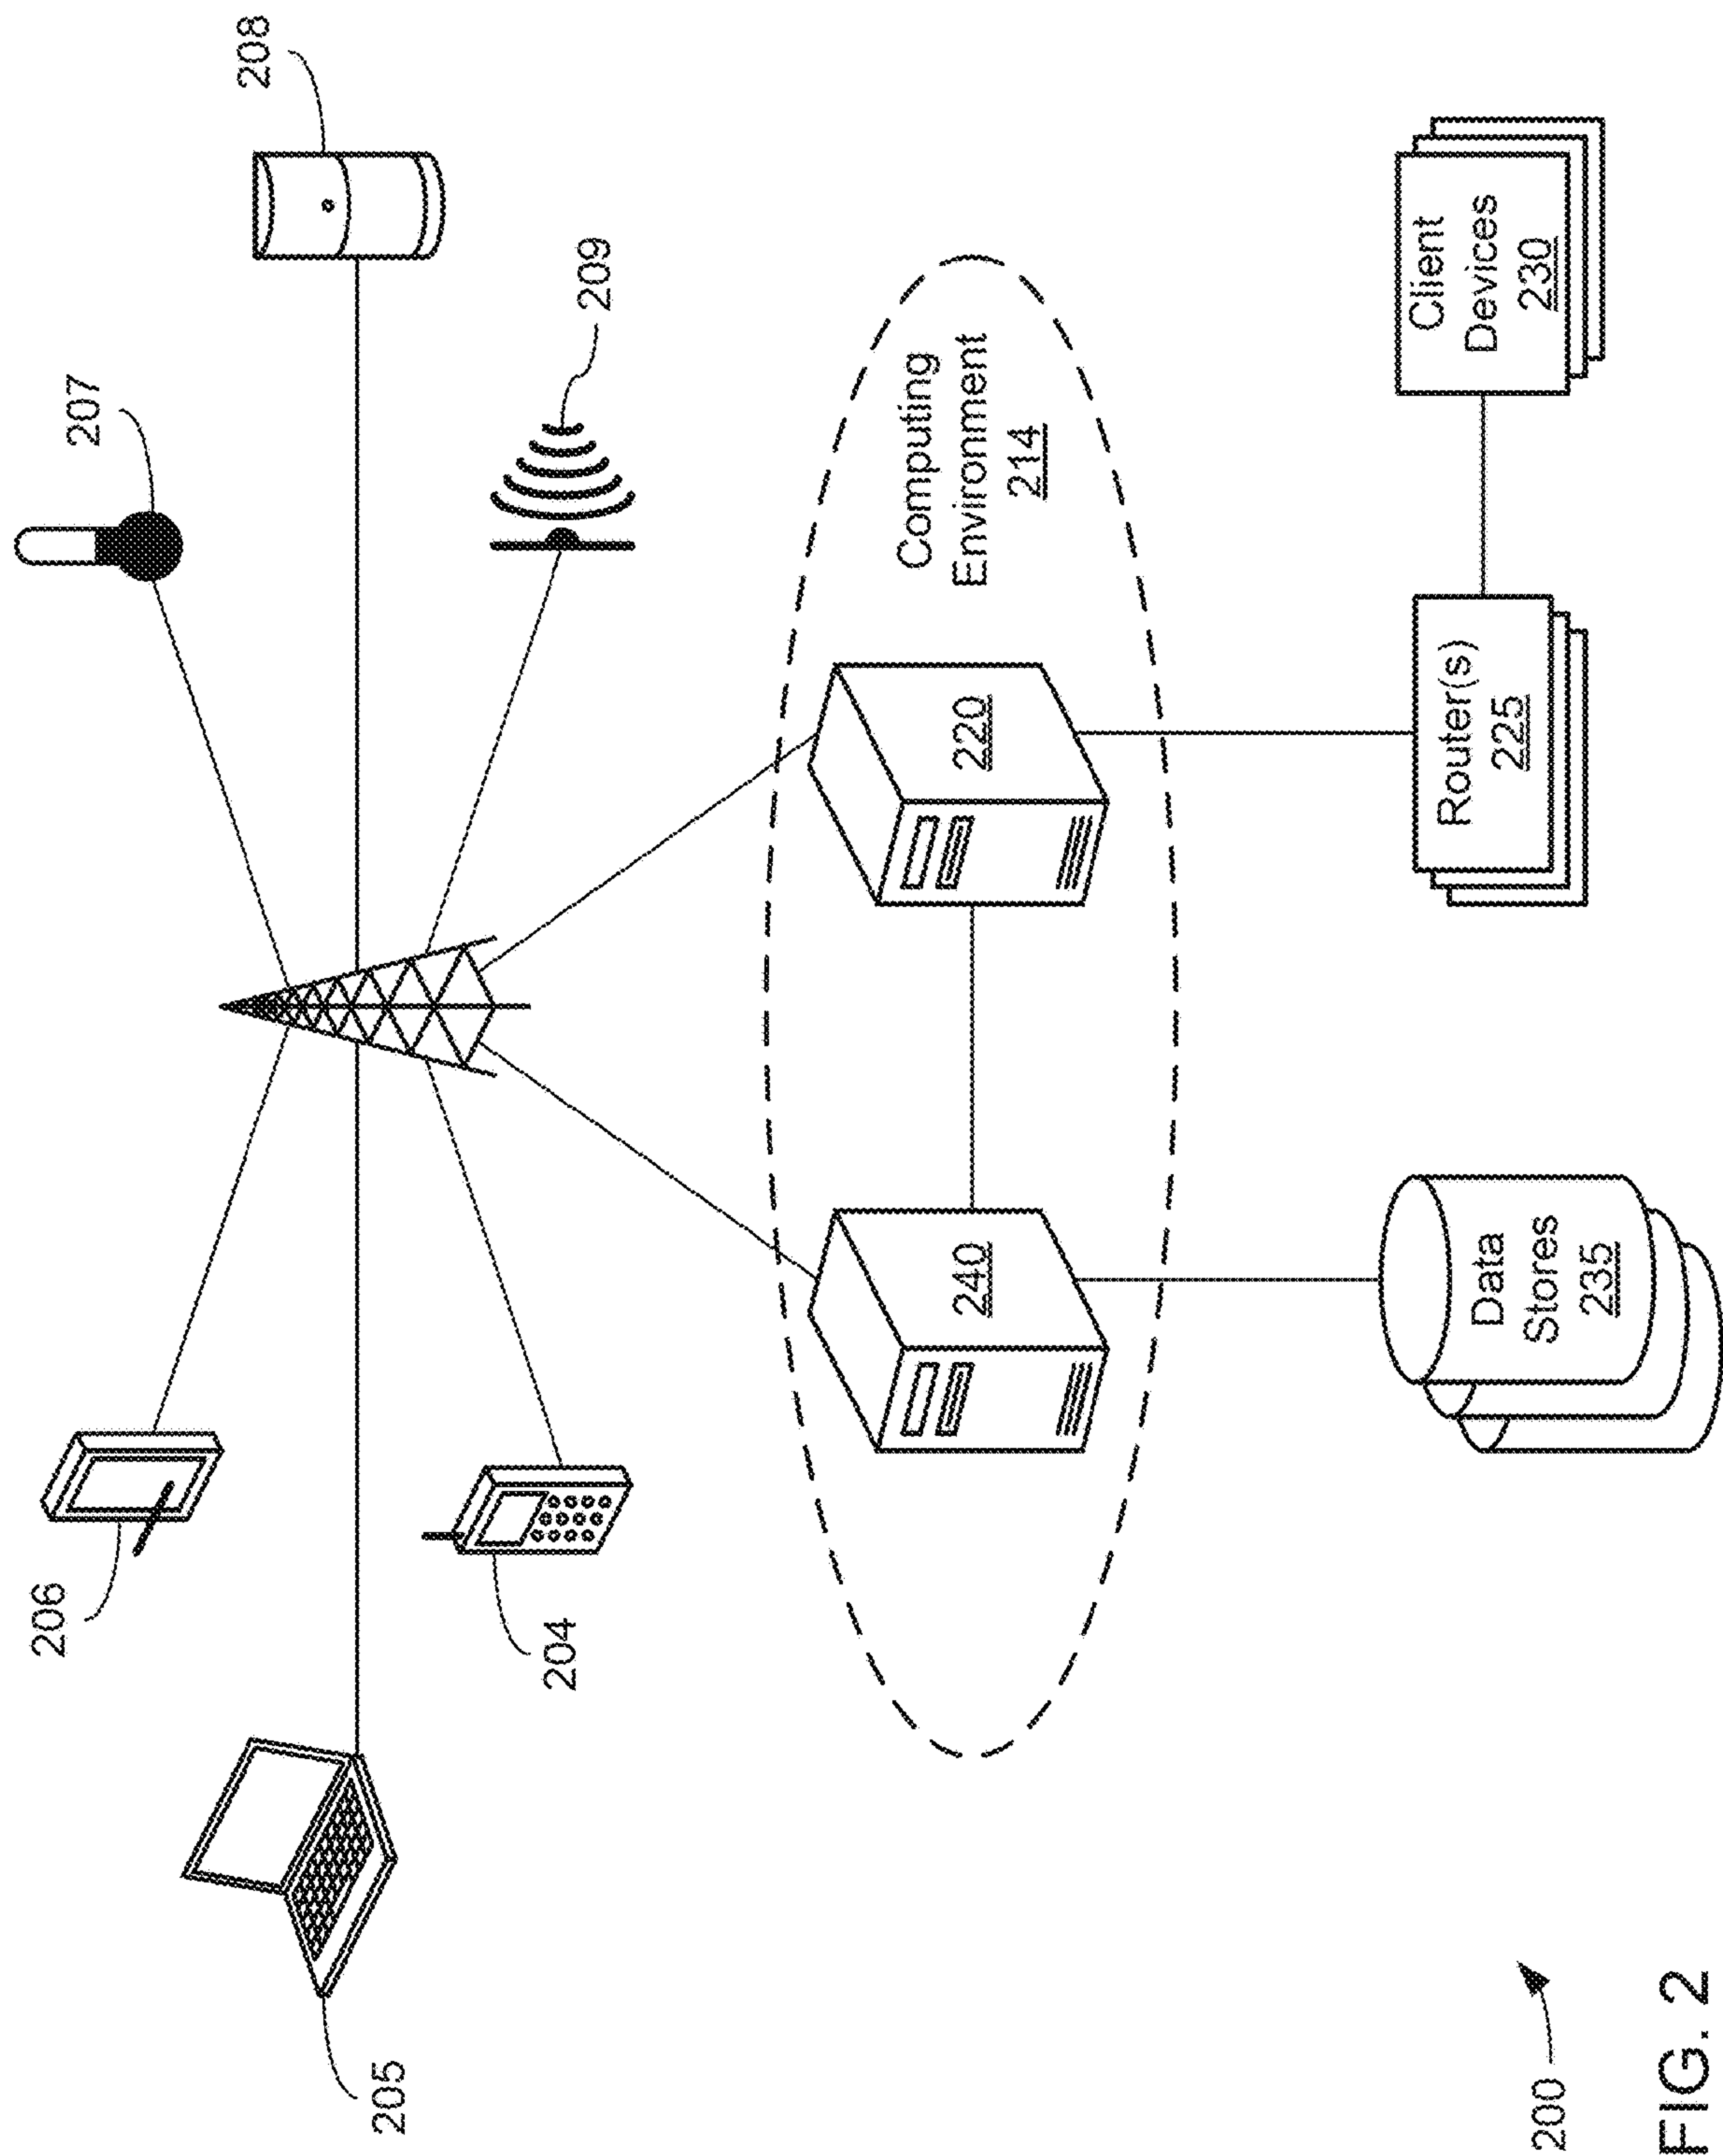 208
207
209
206
204
205
Computing
Environment
214
220
240
Client
Devices
230
Router(s)
225
Data
Stores
235
200
FIG. 2